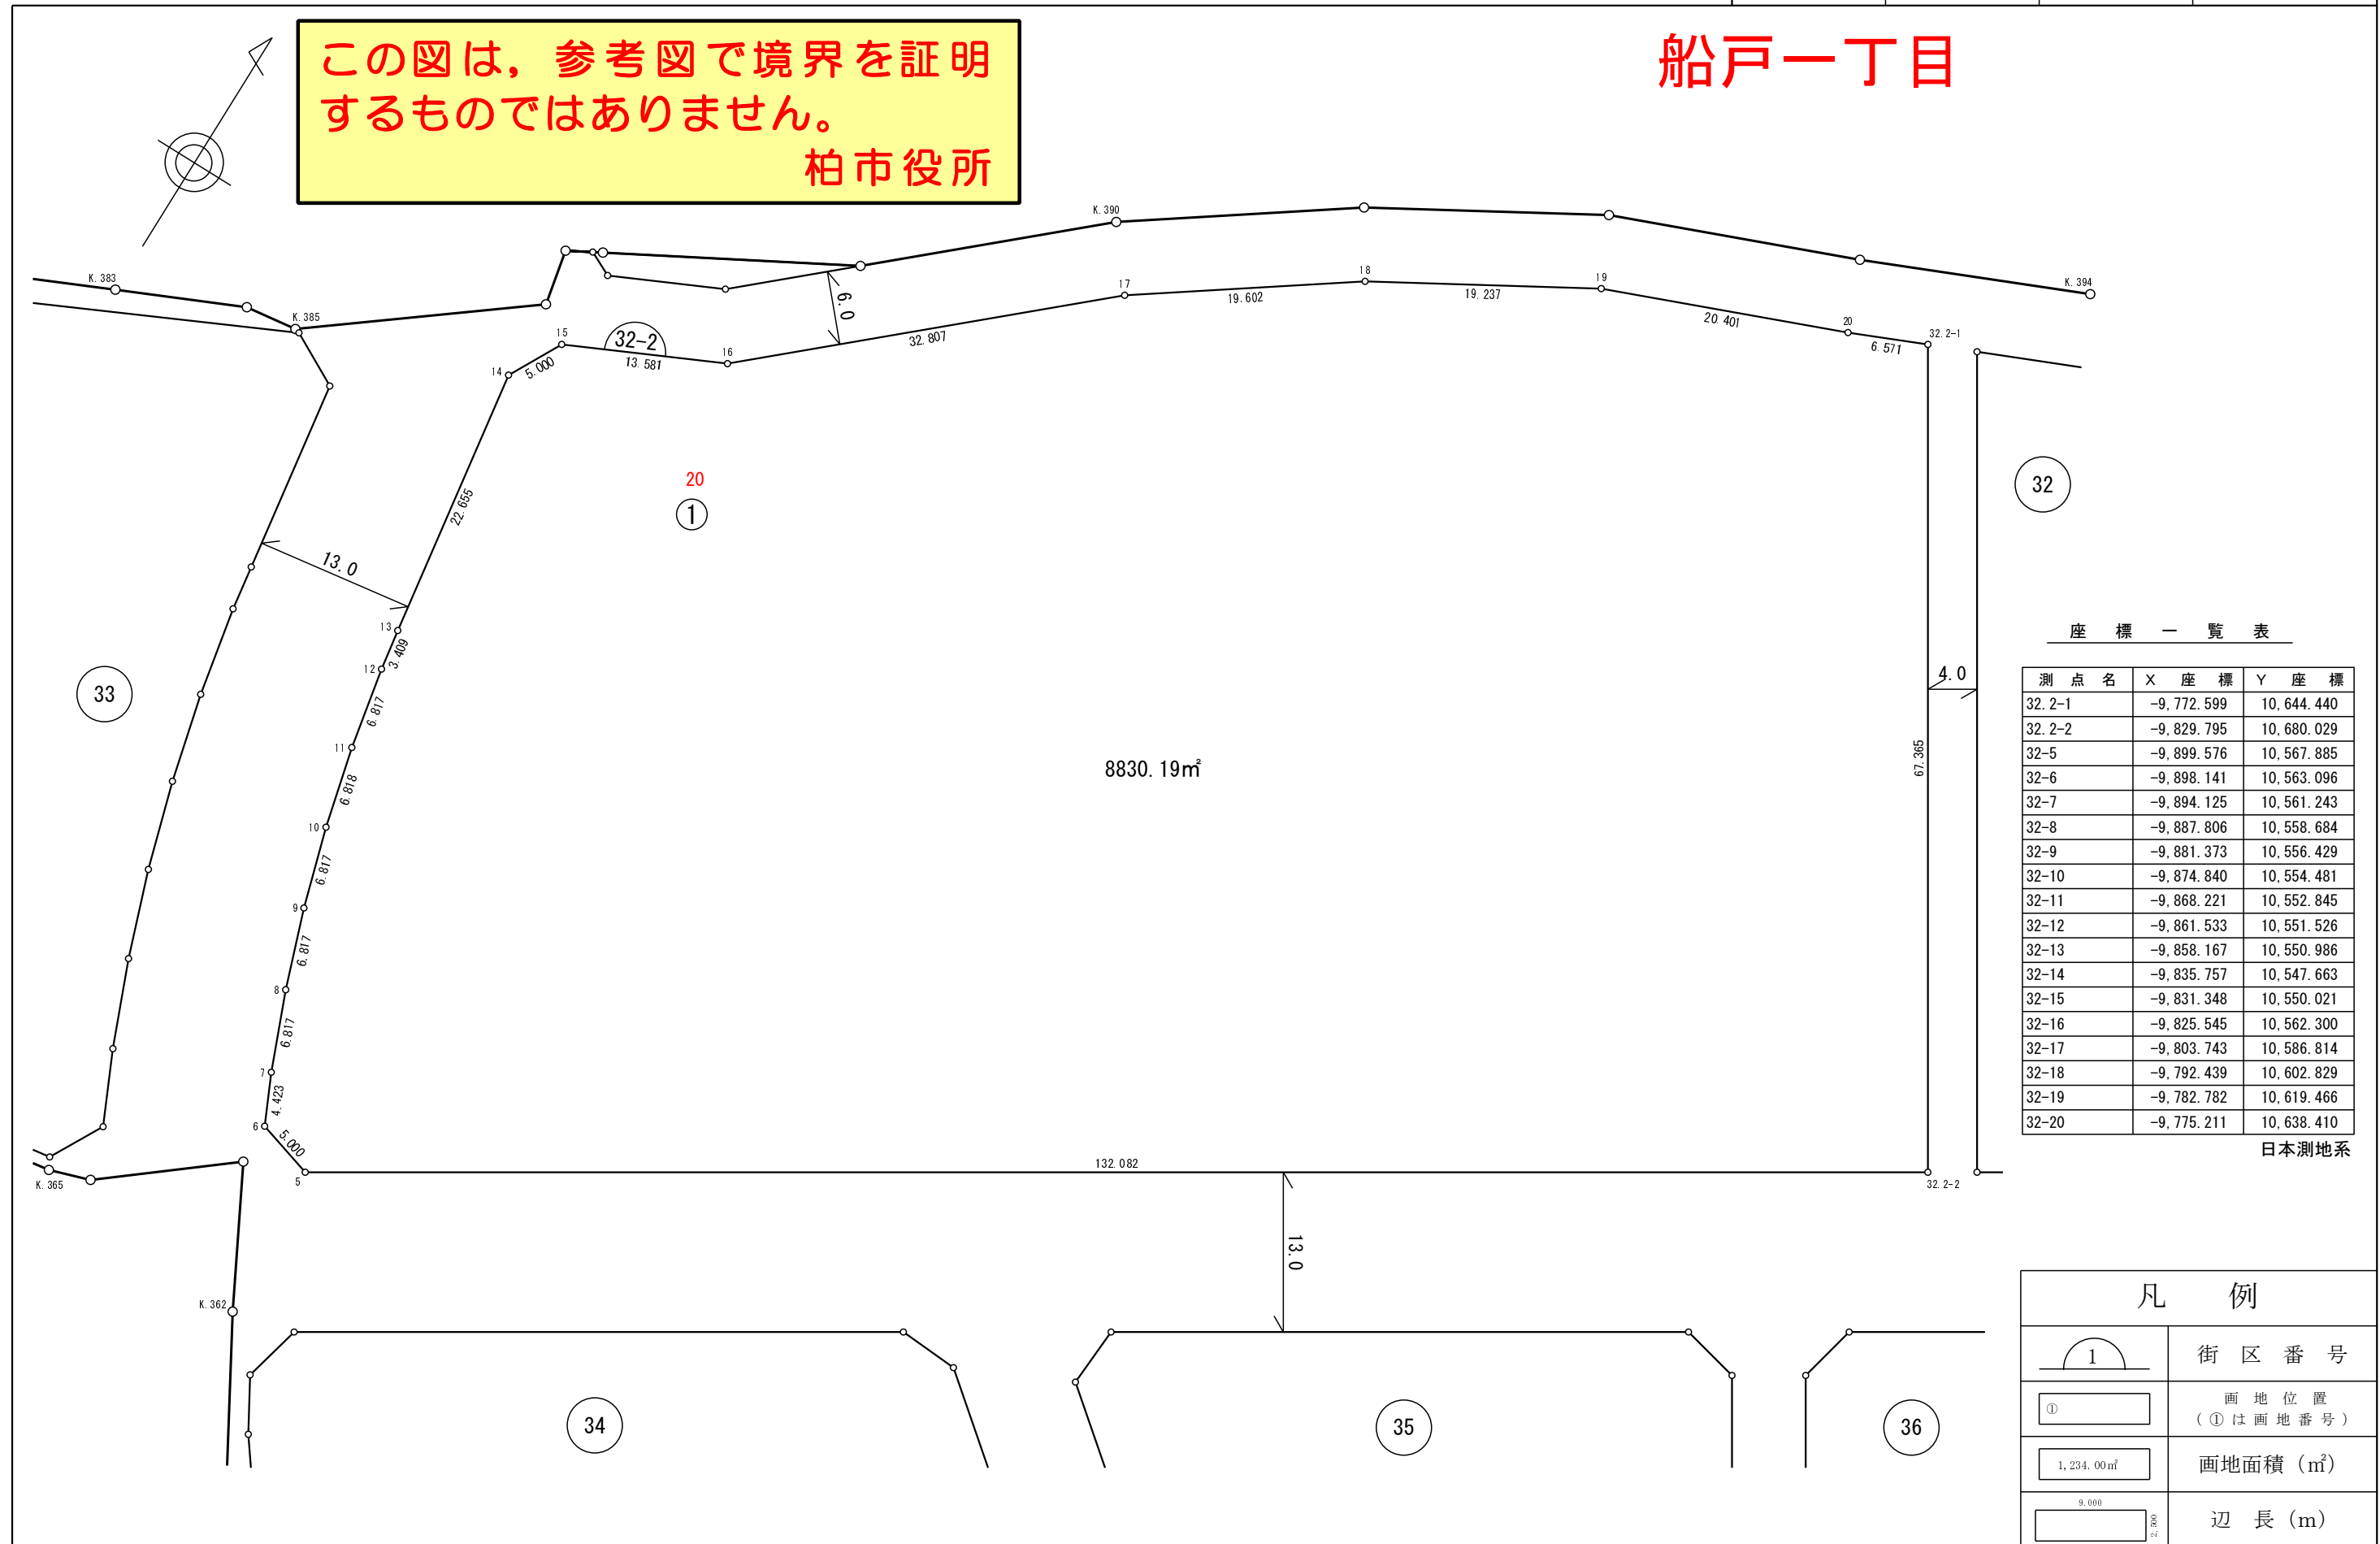 この図は，参考図で境界を証明
するものではありません。
柏市役所
船戸一丁目
K.383
K.385
K.390
K.394
15
32-2
13.581
16
14
5.000
6.0
32.807
17
19.602
18
19.237
19
20.401
20
6.571
32.2-1
20
①
32
22.655
13.0
13
3.409
12
6.817
11
6.818
10
6.817
9
6.817
8
6.817
7
4.423
6
5.000
5
33
8830.19㎡
67.365
4.0
132.082
32.2-2
13.0
K.365
K.362
34
35
36
座標一覧表
測点名 X座標 Y座標
32.2-1 -9,772.599 10,644.440
32.2-2 -9,829.795 10,680.029
32-5 -9,899.576 10,567.885
32-6 -9,898.141 10,563.096
32-7 -9,894.125 10,561.243
32-8 -9,887.806 10,558.684
32-9 -9,881.373 10,556.429
32-10 -9,874.840 10,554.481
32-11 -9,868.221 10,552.845
32-12 -9,861.533 10,551.526
32-13 -9,858.167 10,550.986
32-14 -9,835.757 10,547.663
32-15 -9,831.348 10,550.021
32-16 -9,825.545 10,562.300
32-17 -9,803.743 10,586.814
32-18 -9,792.439 10,602.829
32-19 -9,782.782 10,619.466
32-20 -9,775.211 10,638.410
日本測地系
凡例
1 街区番号
① 画地位置
(①は画地番号)
1,234.00㎡ 画地面積（㎡）
9.000
2.500
辺長（m）